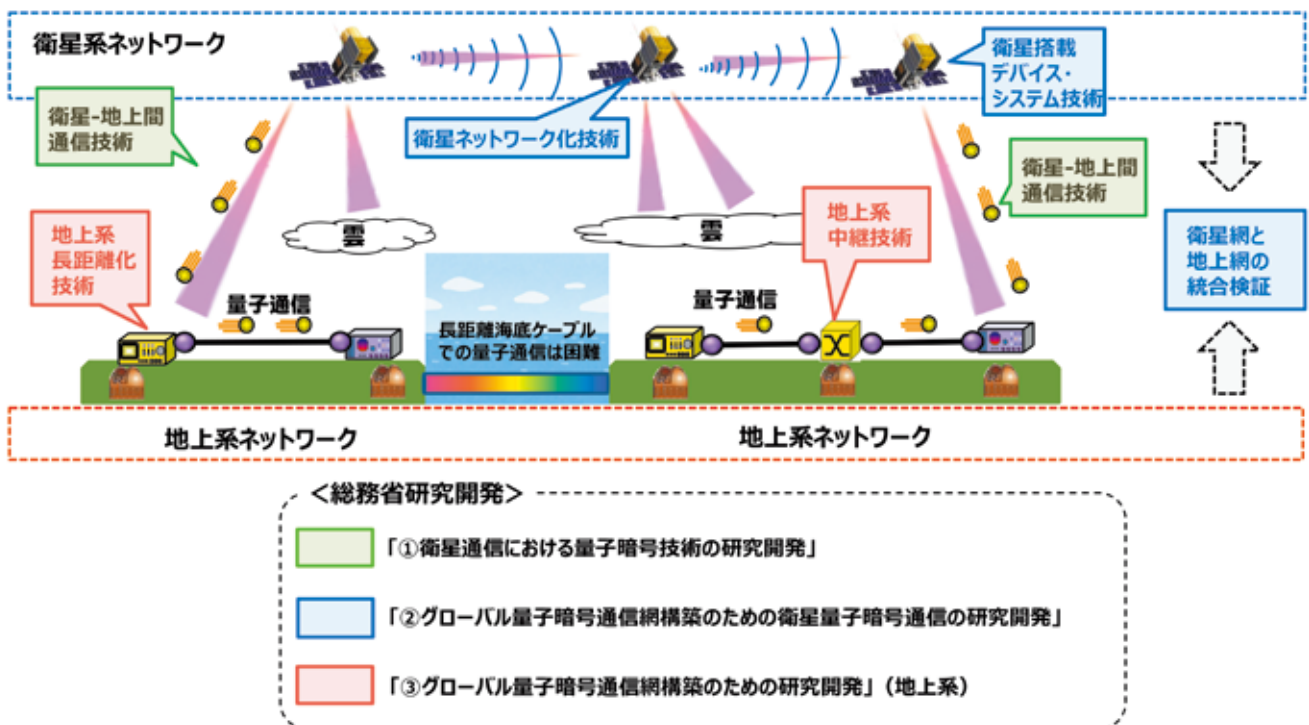 衛星系ネットワーク
衛星搭載
デバイス・
システム技術
衛星-地上間
通信技術
衛星ネットワーク化技術
衛星-地上間
通信技術
地上系
長距離化
技術
雲
雲
地上系
中継技術
衛星網と
地上網の
統合検証
量子通信
長距離海底ケーブル
での量子通信は困難
量子通信
地上系ネットワーク
地上系ネットワーク
＜総務省研究開発＞
「①衛星通信における量子暗号技術の研究開発」
「②グローバル量子暗号通信網構築のための衛星量子暗号通信の研究開発」
「③グローバル量子暗号通信網構築のための研究開発」（地上系）